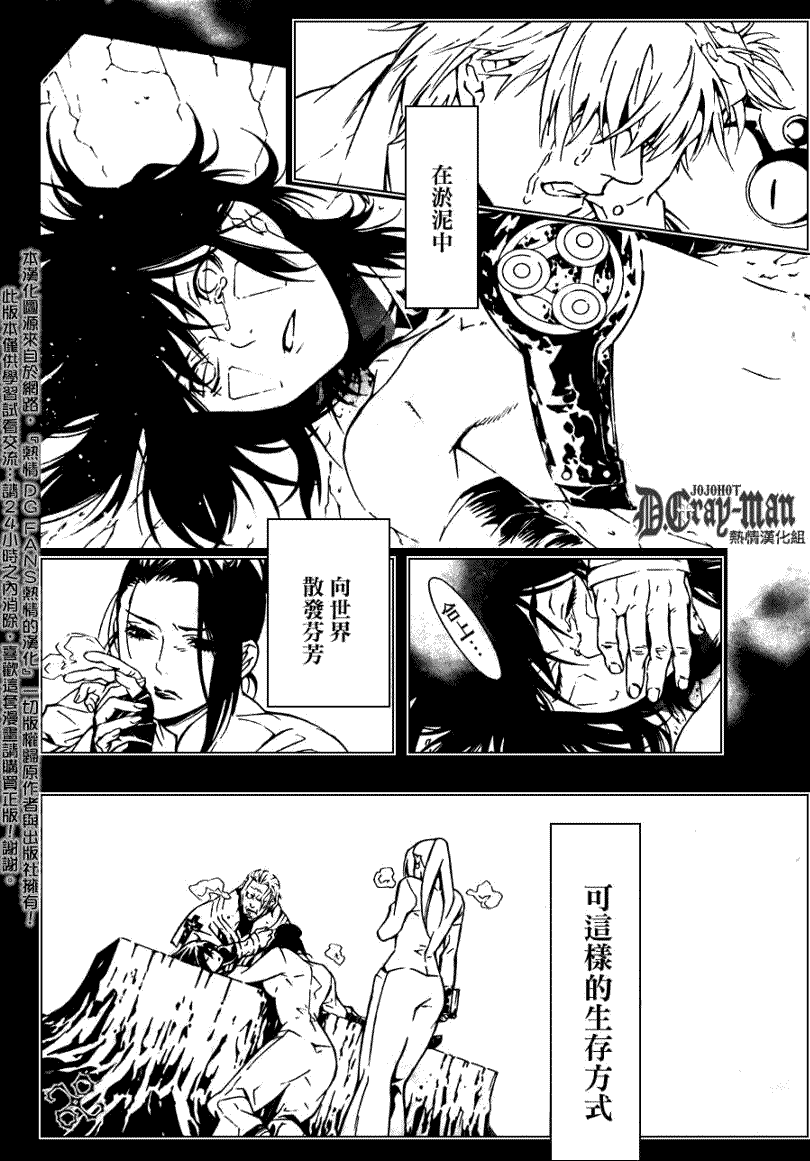 在淤泥中
JOJOHOT
D.Gray-man
熱情漢化組
向世界
散發芬芳
可這樣的生存方式
本漢化圖源來自於網路，『熱情DG FANS熱情的漢化』一切版權歸原作者與出版社擁有！
此版本僅供學習試看交流…請24小時之內消除，喜歡這套漫畫請購買正版！謝謝。